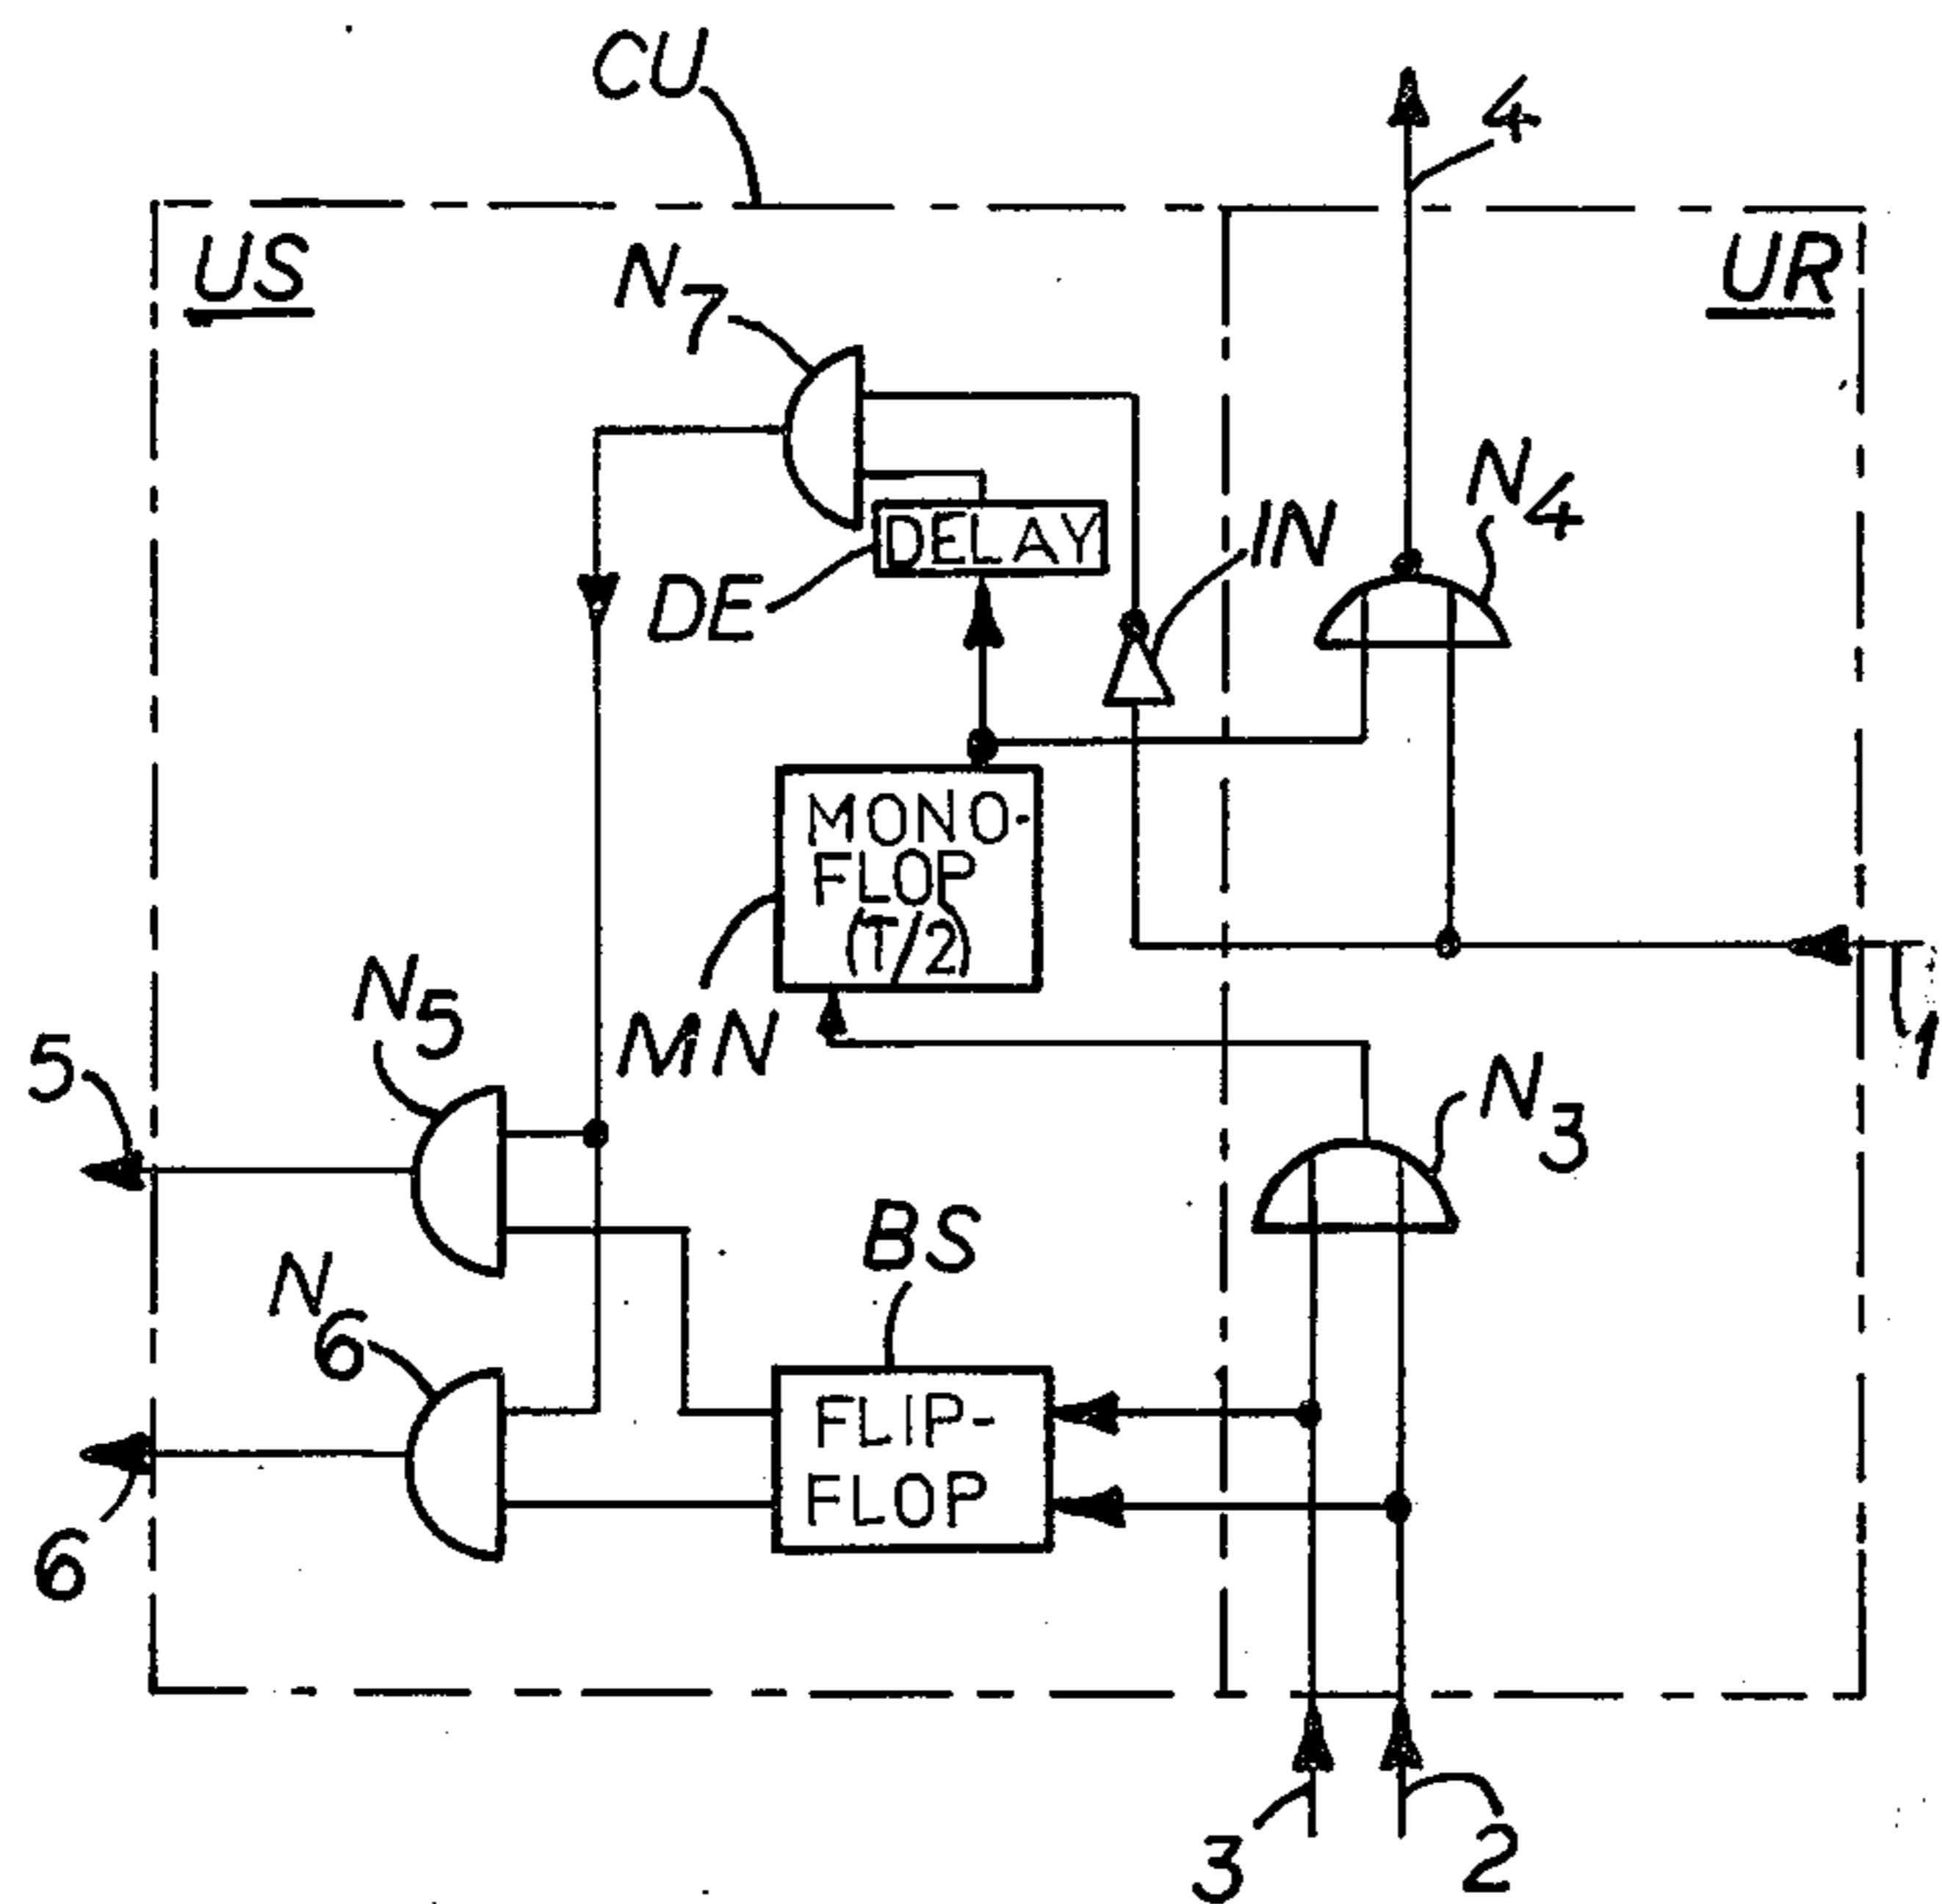 CU
4
US
UR
N7
N4
IN
DELAY
DE
MONO-
FLOP
(T/2)
MN
1
N5
5
N3
BS
N6
FLIP-
FLOP
6
3
2